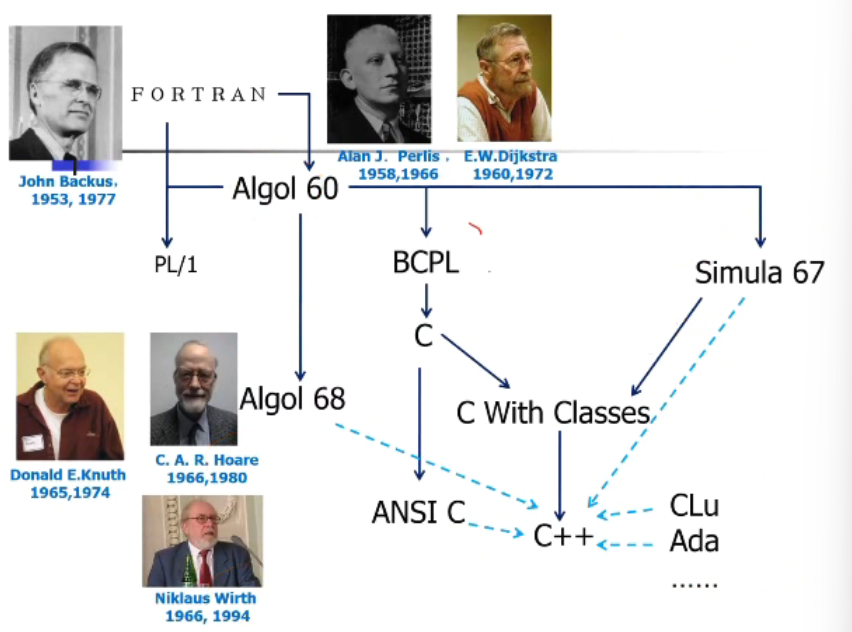 FORTRAN
John Backus,
1953, 1977
Alan J. Perlis ,
1958,1966
E.W.Dijkstra
1960,1972
Algol 60
PL/1
BCPL
Simula 67
C
Algol 68
C With Classes
Donald E.Knuth
1965,1974
C. A. R. Hoare
1966,1980
ANSI C
C++
CLu
Ada
......
Niklaus Wirth
1966, 1994